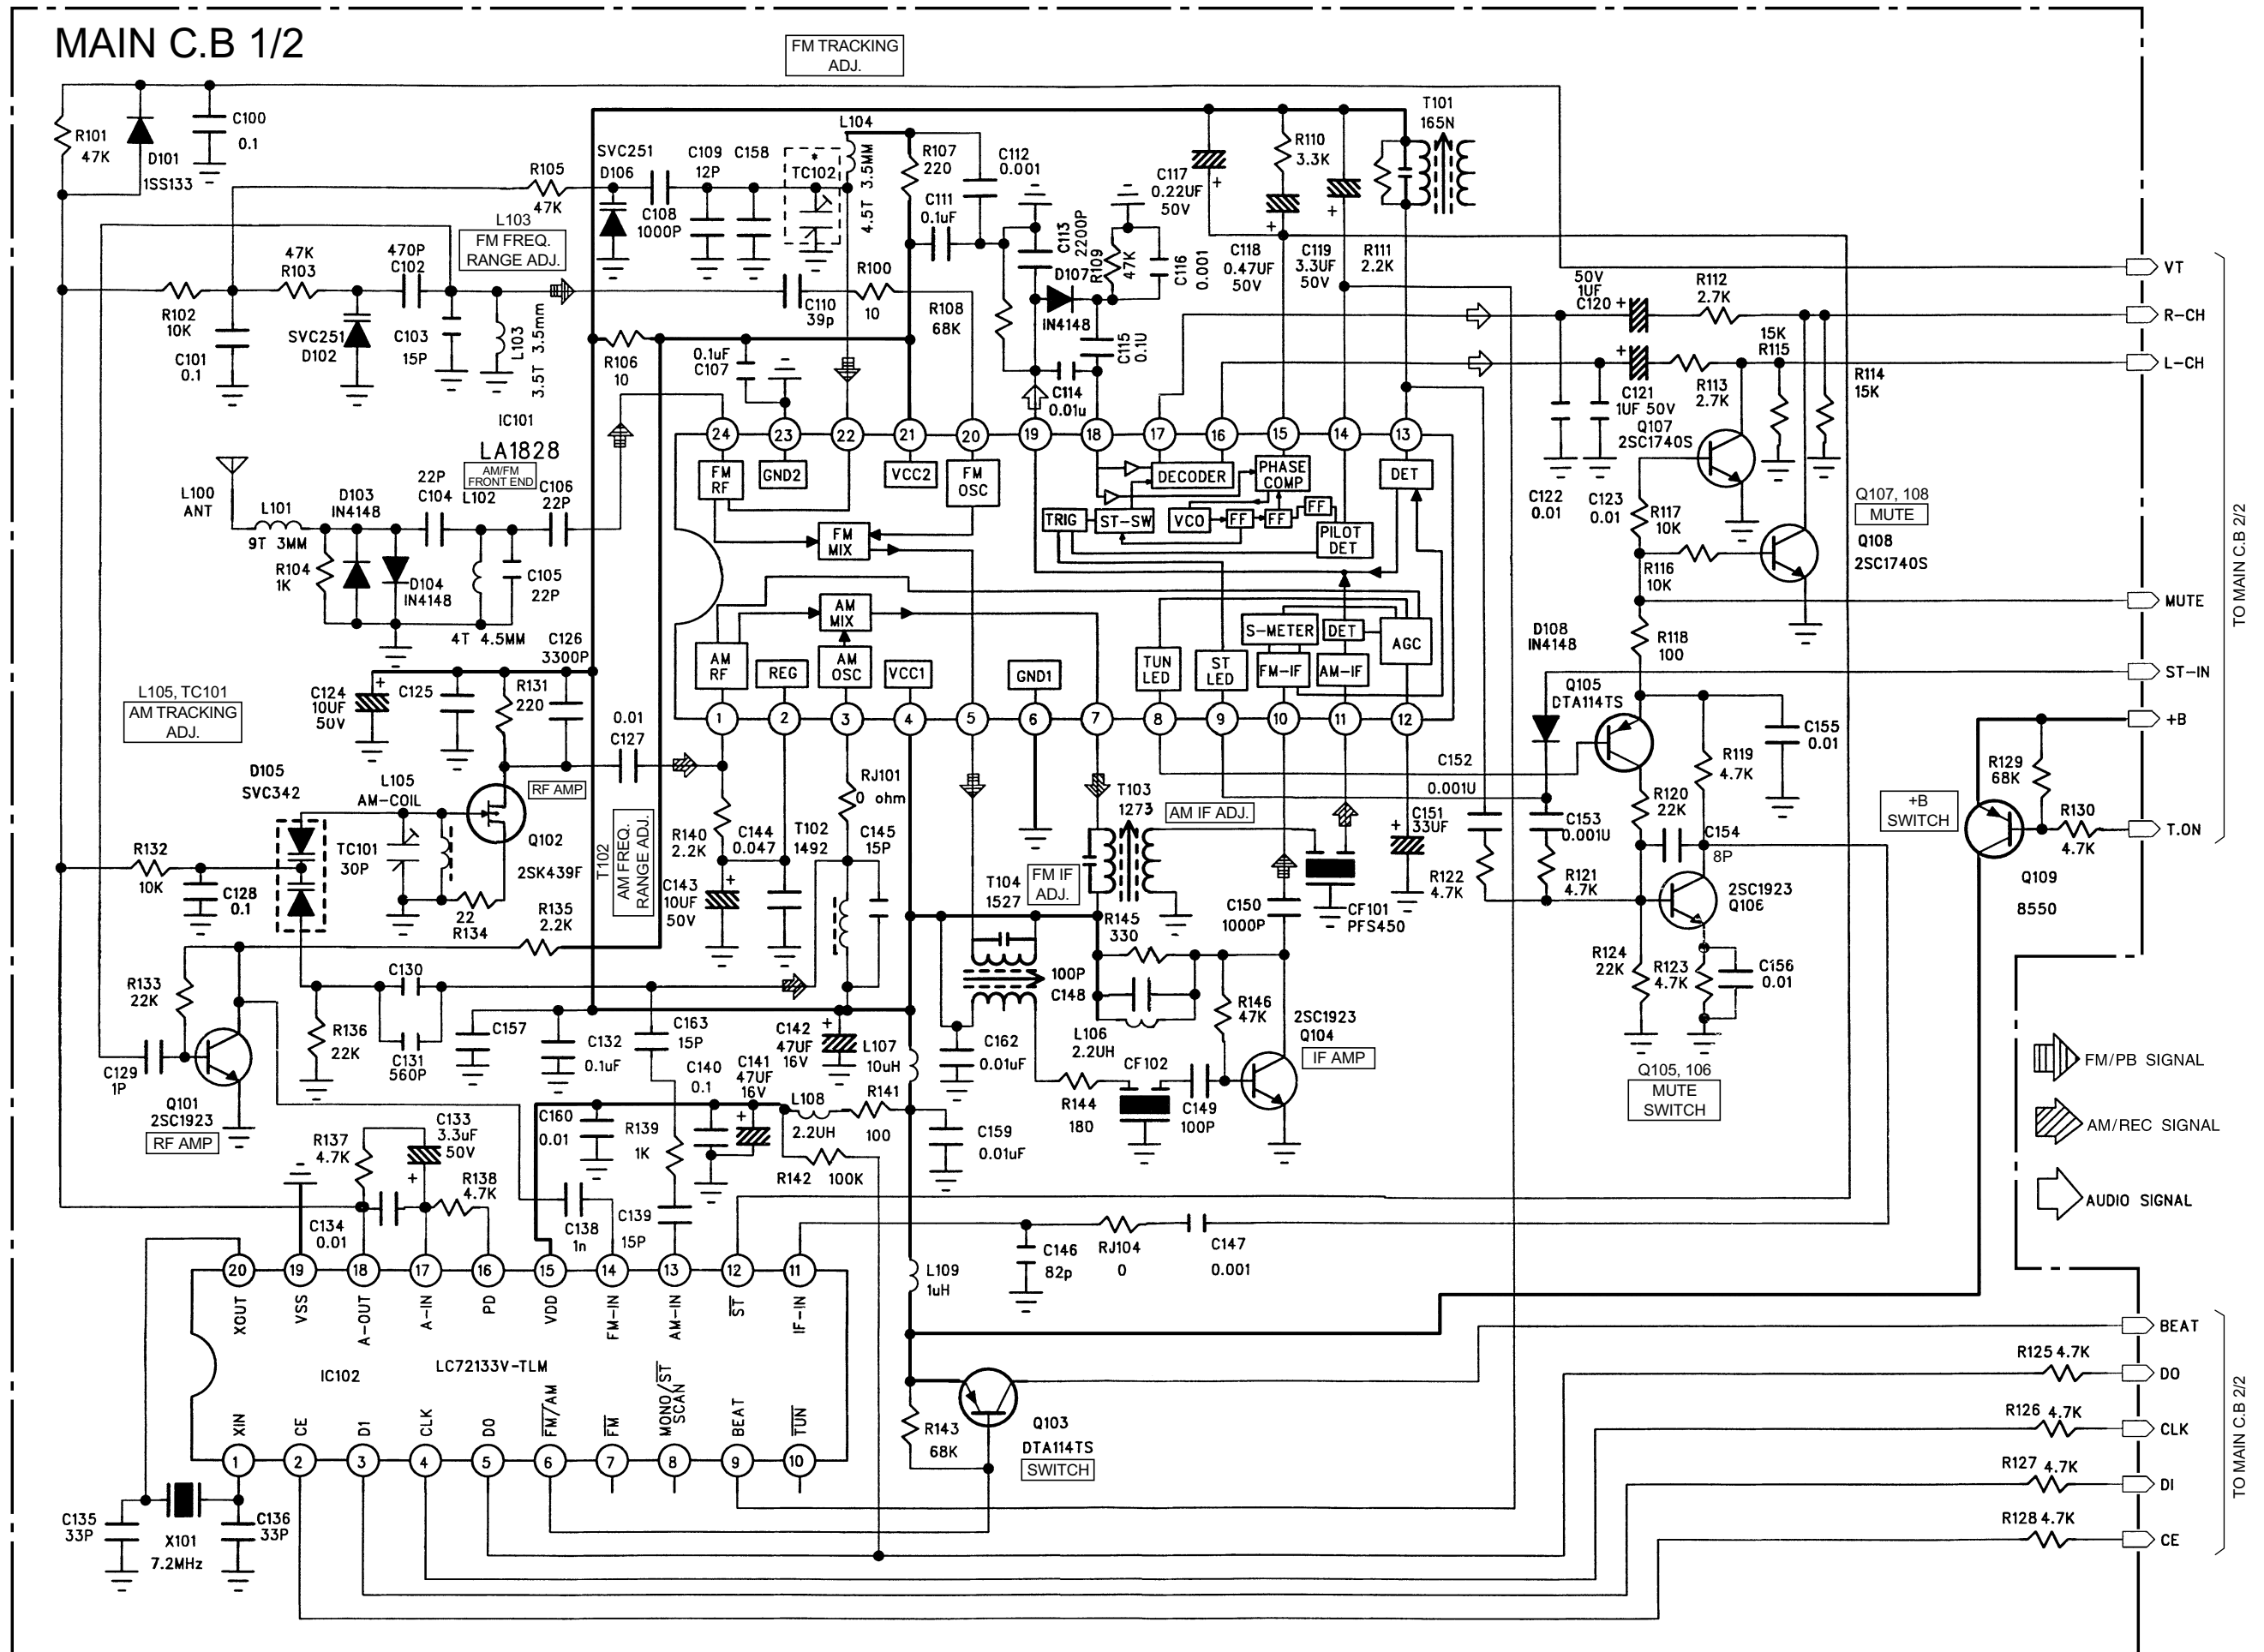 MAIN C.B 1/2
FM TRACKING
ADJ.
R101
47K
D101
1SS133
C100
0.1
R105
47K
SVC251
D106
C108
1000P
C109
12P
C158
*
TC102
L104
4.5T 3.5MM
R107
220
C112
0.001
C111
0.1uF
C113
2200P
D107
IN4148
R109
47K
C116
0.001
C117
0.22UF
50V
R110
3.3K
C118
0.47UF
50V
C119
3.3UF
50V
R111
2.2K
T101
165N
L103
FM FREQ.
RANGE ADJ.
R102
10K
47K
R103
470P
C102
C101
0.1
SVC251
D102
C103
15P
L103
3.5T 3.5mm
C110
39p
R100
10
R108
68K
R106
10
0.1uF
C107
C115
0.1U
C114
0.01u
50V
1UF
C120
R112
2.7K
15K
R115
C121
1UF 50V
R113
2.7K
R114
15K
VT
R-CH
L-CH
Q107
2SC1740S
C122
0.01
C123
0.01
R117
10K
R116
10K
Q107, 108
MUTE
Q108
2SC1740S
MUTE
R118
100
ST-IN
+B
T.ON
TO MAIN C.B 2/2
IC101
LA1828
AM/FM
FRONT END
L100
ANT
L101
9T 3MM
R104
1K
D103
IN4148
D104
IN4148
22P
C104
L102
4T 4.5MM
C105
22P
C106
22P
24
23
22
21
20
19
18
17
16
15
14
13
FM
RF
GND2
VCC2
FM
OSC
DECODER
PHASE
COMP
DET
TRIG
ST-SW
VCO
FF
FF
FF
PILOT
DET
FM
MIX
AM
MIX
AM
RF
REG
AM
OSC
VCC1
GND1
TUN
LED
ST
LED
S-METER
DET
FM-IF
AM-IF
AGC
1
2
3
4
5
6
7
8
9
10
11
12
C126
3300P
C124
10UF
50V
C125
R131
220
0.01
C127
L105, TC101
AM TRACKING
ADJ.
D105
SVC342
L105
AM-COIL
TC101
30P
Q102
2SK439F
RF AMP
22
R134
R132
10K
C128
0.1
R135
2.2K
T102
AM FREQ.
RANGE ADJ.
R140
2.2K
C144
0.047
C143
10UF
50V
RJ101
0 ohm
T102
1492
C145
15P
T103
1273
AM IF ADJ.
FM IF
ADJ.
T104
1527
R145
330
100P
C148
L106
2.2UH
R146
47K
C150
1000P
CF101
PFS450
C151
33UF
C152
0.001U
D108
IN4148
Q105
DTA114TS
C153
0.001U
R121
4.7K
R122
4.7K
R120
22K
R119
4.7K
C155
0.01
C154
8P
2SC1923
Q106
R124
22K
R123
4.7K
C156
0.01
Q105, 106
MUTE
SWITCH
+B
SWITCH
R129
68K
R130
4.7K
Q109
8550
FM/PB SIGNAL
AM/REC SIGNAL
AUDIO SIGNAL
R133
22K
C129
1P
Q101
2SC1923
RF AMP
R136
22K
C130
C131
560P
C157
C132
0.1uF
C163
15P
C142
47UF
16V
L107
10uH
C162
0.01uF
R144
180
CF102
C149
100P
2SC1923
Q104
IF AMP
C140
0.1
C141
47UF
16V
C160
0.01
R139
1K
L108
2.2UH
R141
100
R142
100K
C159
0.01uF
R137
4.7K
C133
3.3uF
50V
R138
4.7K
C134
0.01
C138
1n
C139
15P
C146
82p
RJ104
0
C147
0.001
L109
1uH
20
19
18
17
16
15
14
13
12
11
XOUT
VSS
A-OUT
A-IN
PD
VDD
FM-IN
AM-IN
ST
IF-IN
IC102
LC72133V-TLM
XIN
CE
D1
CLK
DO
FM/AM
FM
MONO/ST
SCAN
BEAT
TUN
1
2
3
4
5
6
7
8
9
10
C135
33P
X101
7.2MHz
C136
33P
R143
68K
Q103
DTA114TS
SWITCH
BEAT
R125 4.7K
DO
R126 4.7K
CLK
R127 4.7K
DI
R128 4.7K
CE
TO MAIN C.B 2/2